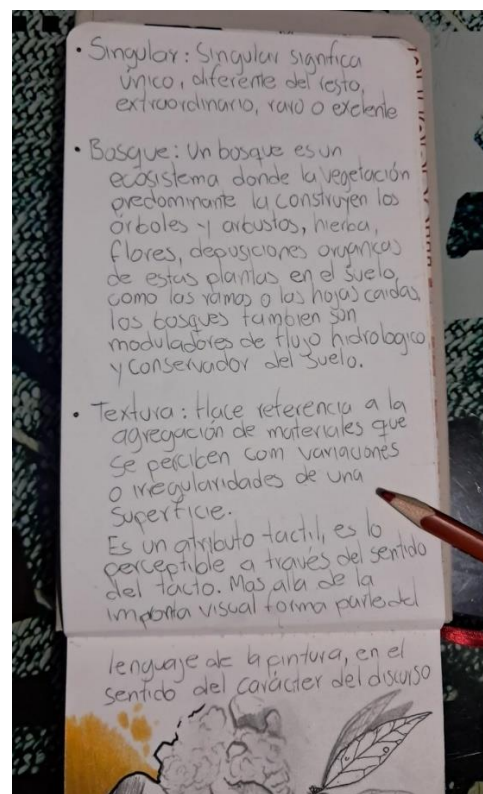 • Singular: Singular signfica
único, diferente del resto,
extraordinario, raro o exelente
• Bosque: Un bosque es un
ecosistema donde la vegetación
predominante la construyen los
árboles y arbustos, hierba,
flores, deposiciones organicas
de estas plantas en el suelo,
como las ramas o las hojas caidas,
los bosques tambien son
moduladores de flujo hidrologico
y conservador del suelo.
• Textura: Hace referencia a la
agregación de materiales que
se perciben com variaciones
o irregularidades de una
superficie.
Es un atributo tactil, es lo
perceptible a través del sentido
del tacto. Mas alla de la
imponta visual forma parte del
lenguaje de la pintura, en el
sentido del carácter del discurso